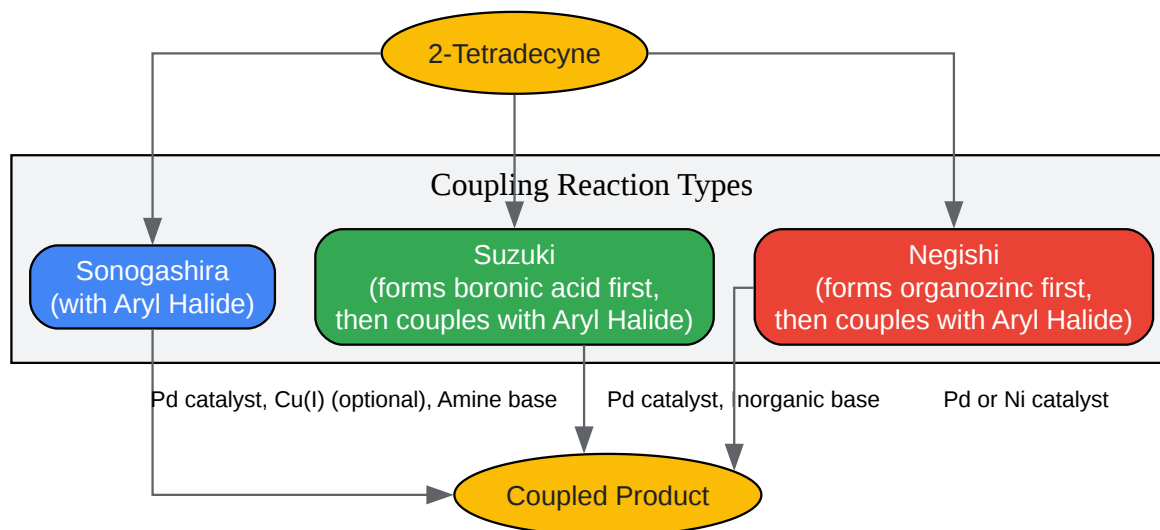 2-Tetradecyne
Coupling Reaction Types
Sonogashira
(with Aryl Halide)
Suzuki
(forms boronic acid first,
then couples with Aryl Halide)
Negishi
(forms organozinc first,
then couples with Aryl Halide)
Pd catalyst, Cu(I) (optional), Amine base
Pd catalyst, Inorganic base
Pd or Ni catalyst
Coupled Product